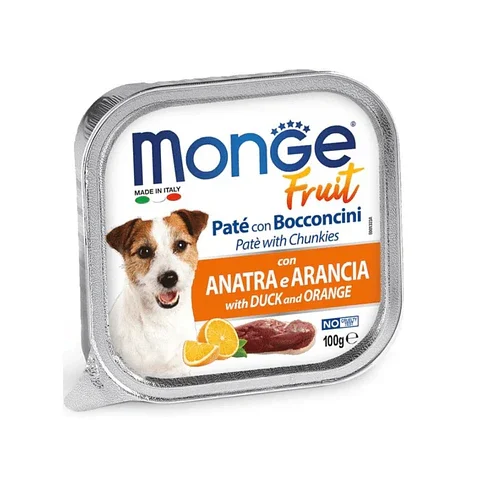 MONGE®
MADE IN ITALY
Fruit
Paté con Bocconcini
Patè with Chunkies
con
ANATRA e ARANCIA
with DUCK and ORANGE
NO
100g e